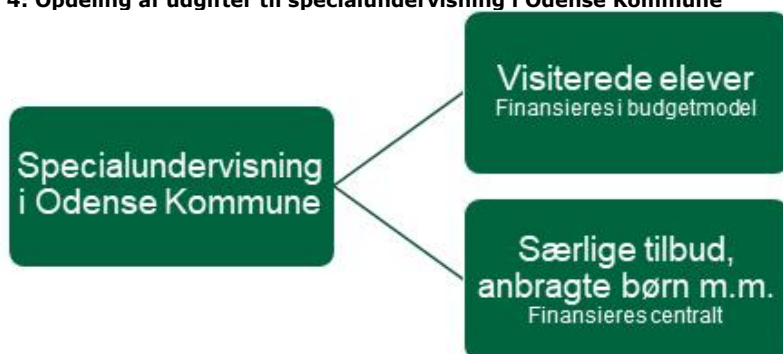 4: Opdeling af udgifter til specialundervisning i Odense Kommune
Specialundervisning
i Odense Kommune
Visiterede elever
Finansieres i budgetmodel
Særlige tilbud,
anbragte børn m.m.
Finansieres centralt